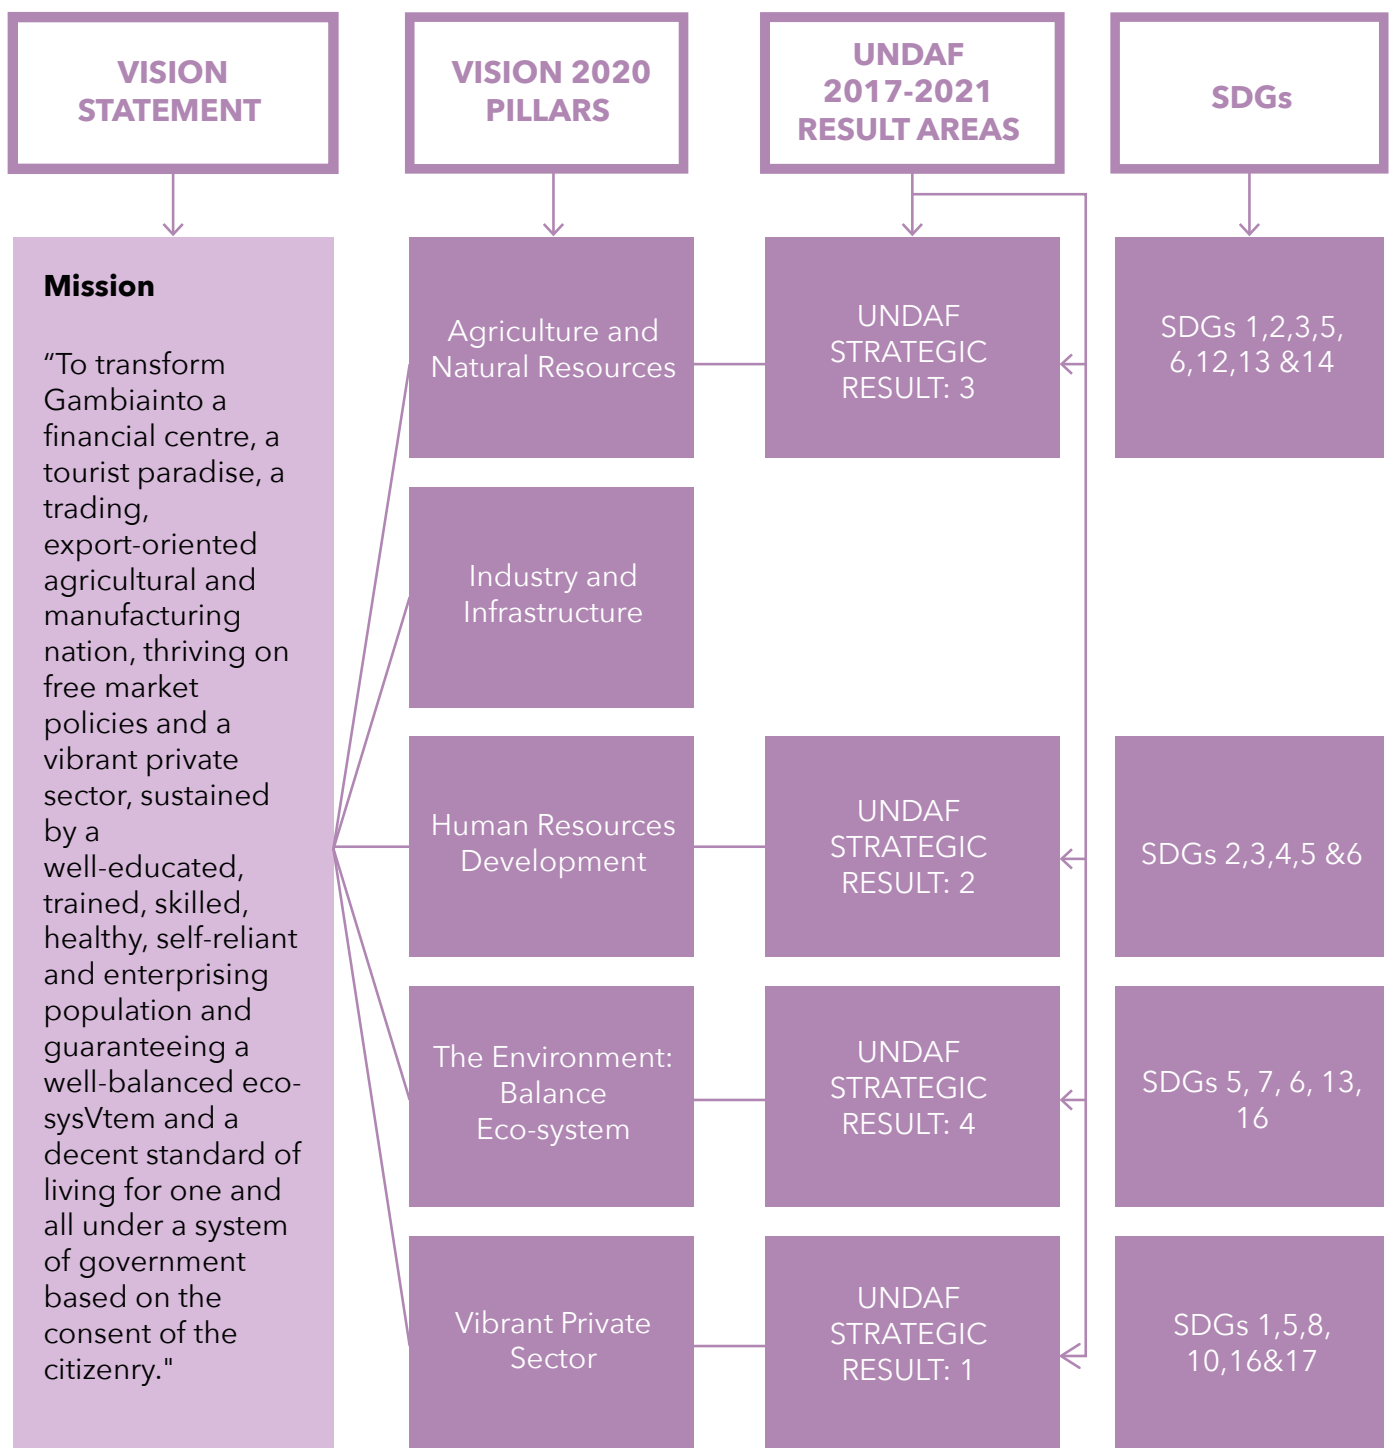 VISION
STATEMENT
VISION 2020
PILLARS
UNDAF
2017-2021
RESULT AREAS
SDGs
Mission
“To transform
Gambiainto a
financial centre, a
tourist paradise, a
trading,
export-oriented
agricultural and
manufacturing
nation, thriving on
free market
policies and a
vibrant private
sector, sustained
by a
well-educated,
trained, skilled,
healthy, self-reliant
and enterprising
population and
guaranteeing a
well-balanced eco-
sysVtem and a
decent standard of
living for one and
all under a system
of government
based on the
consent of the
citizenry."
Agriculture and
Natural Resources
UNDAF
STRATEGIC
RESULT: 3
SDGs 1,2,3,5,
6,12,13 &14
Industry and
Infrastructure
Human Resources
Development
UNDAF
STRATEGIC
RESULT: 2
SDGs 2,3,4,5 &6
The Environment:
Balance
Eco-system
UNDAF
STRATEGIC
RESULT: 4
SDGs 5, 7, 6, 13,
16
Vibrant Private
Sector
UNDAF
STRATEGIC
RESULT: 1
SDGs 1,5,8,
10,16&17